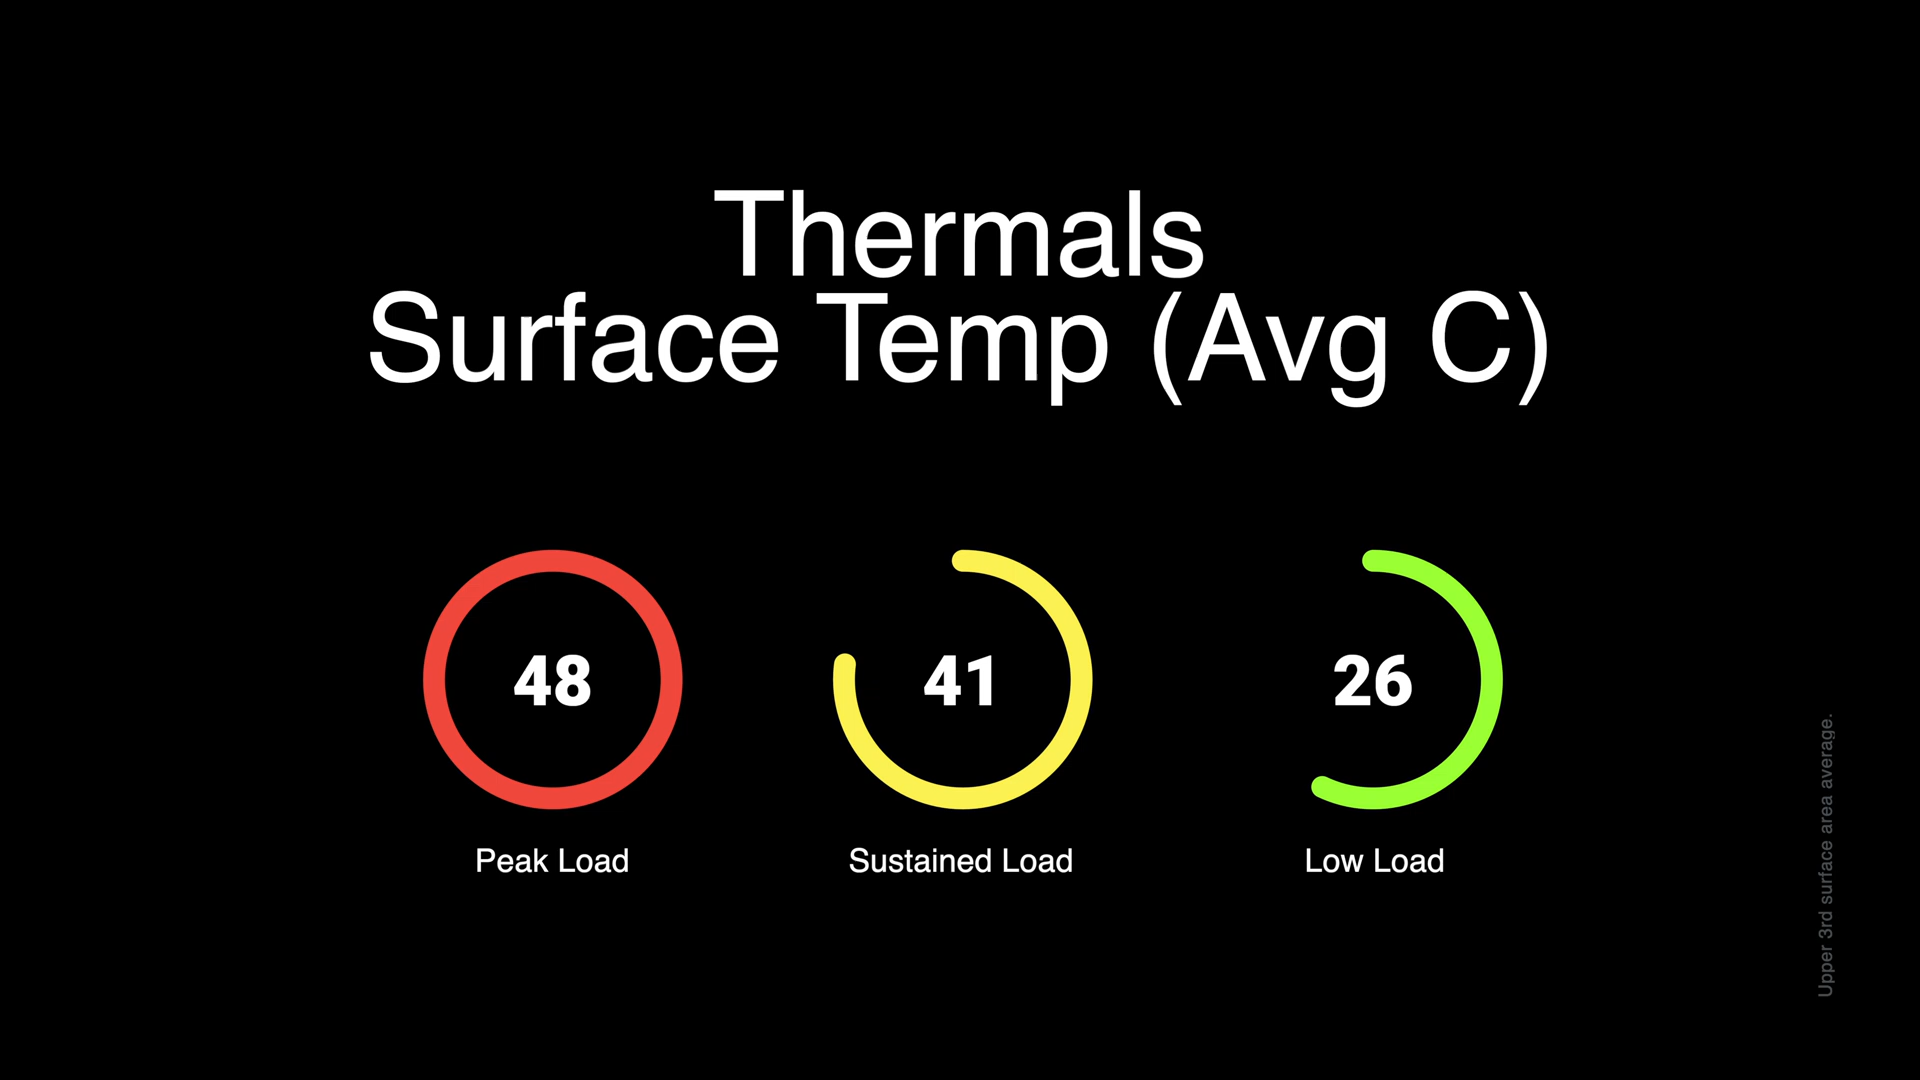 Thermals
Surface Temp (Avg C)
48
41
26
Peak Load
Sustained Load
Low Load
Upper 3rd surface area average.